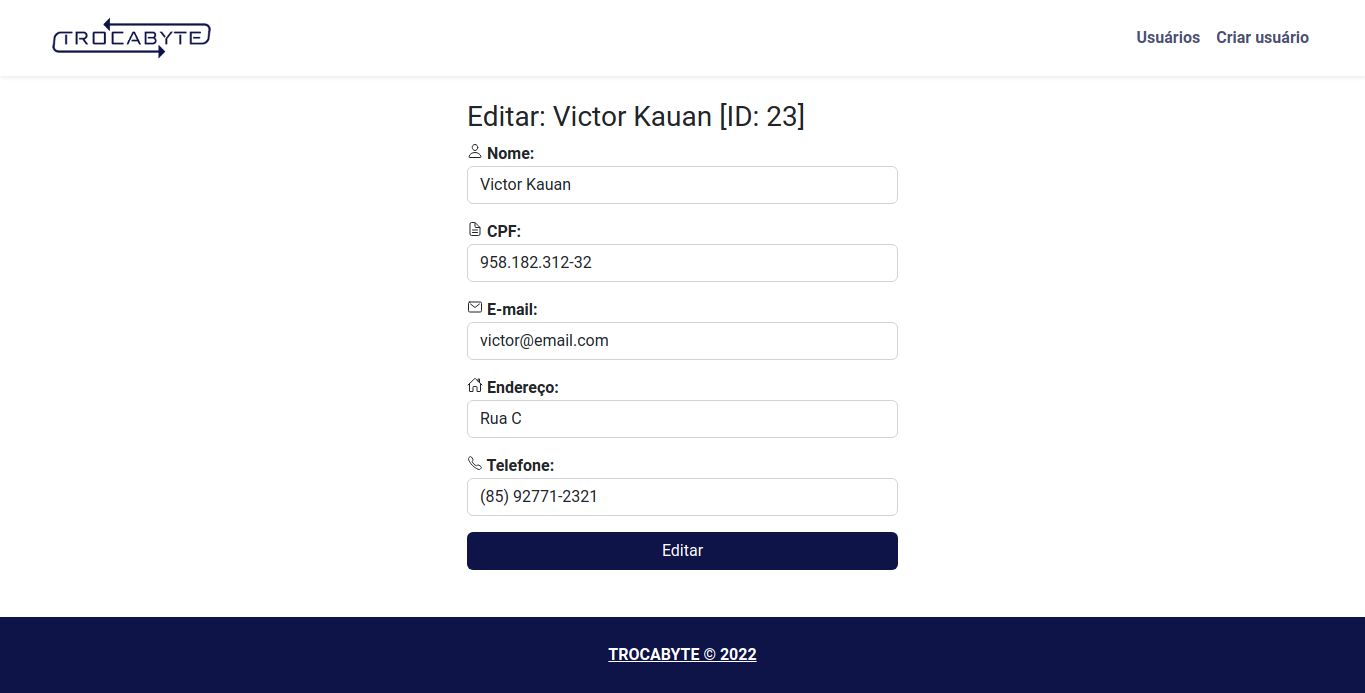 TROCABYTE
Usuários Criar usuário
Editar: Victor Kauan [ID: 23]
Nome:
Victor Kauan
CPF:
958.182.312-32
E-mail:
victor@email.com
Endereço:
Rua C
Telefone:
(85) 92771-2321
Editar
TROCABYTE © 2022